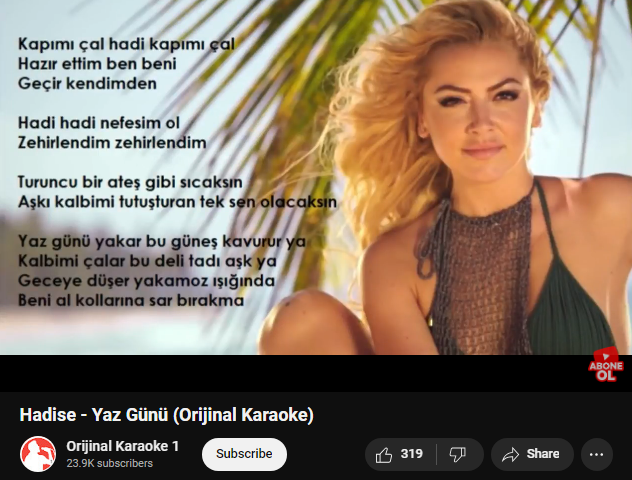 Kapımı çal hadi kapımı çal
Hazır ettim ben beni
Geçir kendimden
Hadi hadi nefesim ol
Zehirlendim zehirlendim
Turuncu bir ateş gibi sıcaksın
Aşkı kalbimi tutuşturan tek sen olacaksın
Yaz günü yakar bu güneş kavurur ya
Kalbimi çalar bu deli tadı aşk ya
Geceye düşer yakamoz ışığında
Beni al kollarına sar bırakma
ABONE
OL
Hadise - Yaz Günü (Orijinal Karaoke)
Orijinal Karaoke 1
23.9K subscribers
Subscribe
319
Share